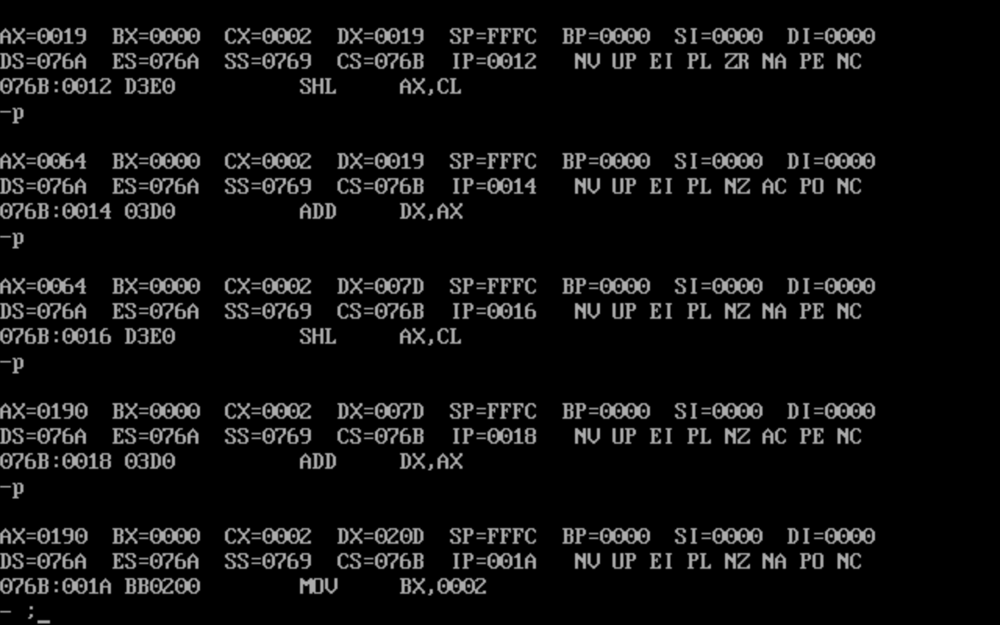 AX=0019  BX=0000  CX=0002  DX=0019  SP=FFFC  BP=0000  SI=0000  DI=0000
DS=076A  ES=076A  SS=0769  CS=076B  IP=0012   NV UP EI PL ZR NA PE NC
076B:0012 D3E0          SHL     AX,CL
-p
AX=0064  BX=0000  CX=0002  DX=0019  SP=FFFC  BP=0000  SI=0000  DI=0000
DS=076A  ES=076A  SS=0769  CS=076B  IP=0014   NV UP EI PL NZ AC PO NC
076B:0014 03D0          ADD     DX,AX
-p
AX=0064  BX=0000  CX=0002  DX=007D  SP=FFFC  BP=0000  SI=0000  DI=0000
DS=076A  ES=076A  SS=0769  CS=076B  IP=0016   NV UP EI PL NZ NA PE NC
076B:0016 D3E0          SHL     AX,CL
-p
AX=0190  BX=0000  CX=0002  DX=007D  SP=FFFC  BP=0000  SI=0000  DI=0000
DS=076A  ES=076A  SS=0769  CS=076B  IP=0018   NV UP EI PL NZ AC PE NC
076B:0018 03D0          ADD     DX,AX
-p
AX=0190  BX=0000  CX=0002  DX=020D  SP=FFFC  BP=0000  SI=0000  DI=0000
DS=076A  ES=076A  SS=0769  CS=076B  IP=001A   NV UP EI PL NZ NA PO NC
076B:001A BB0200        MOV     BX,0002
- ;_